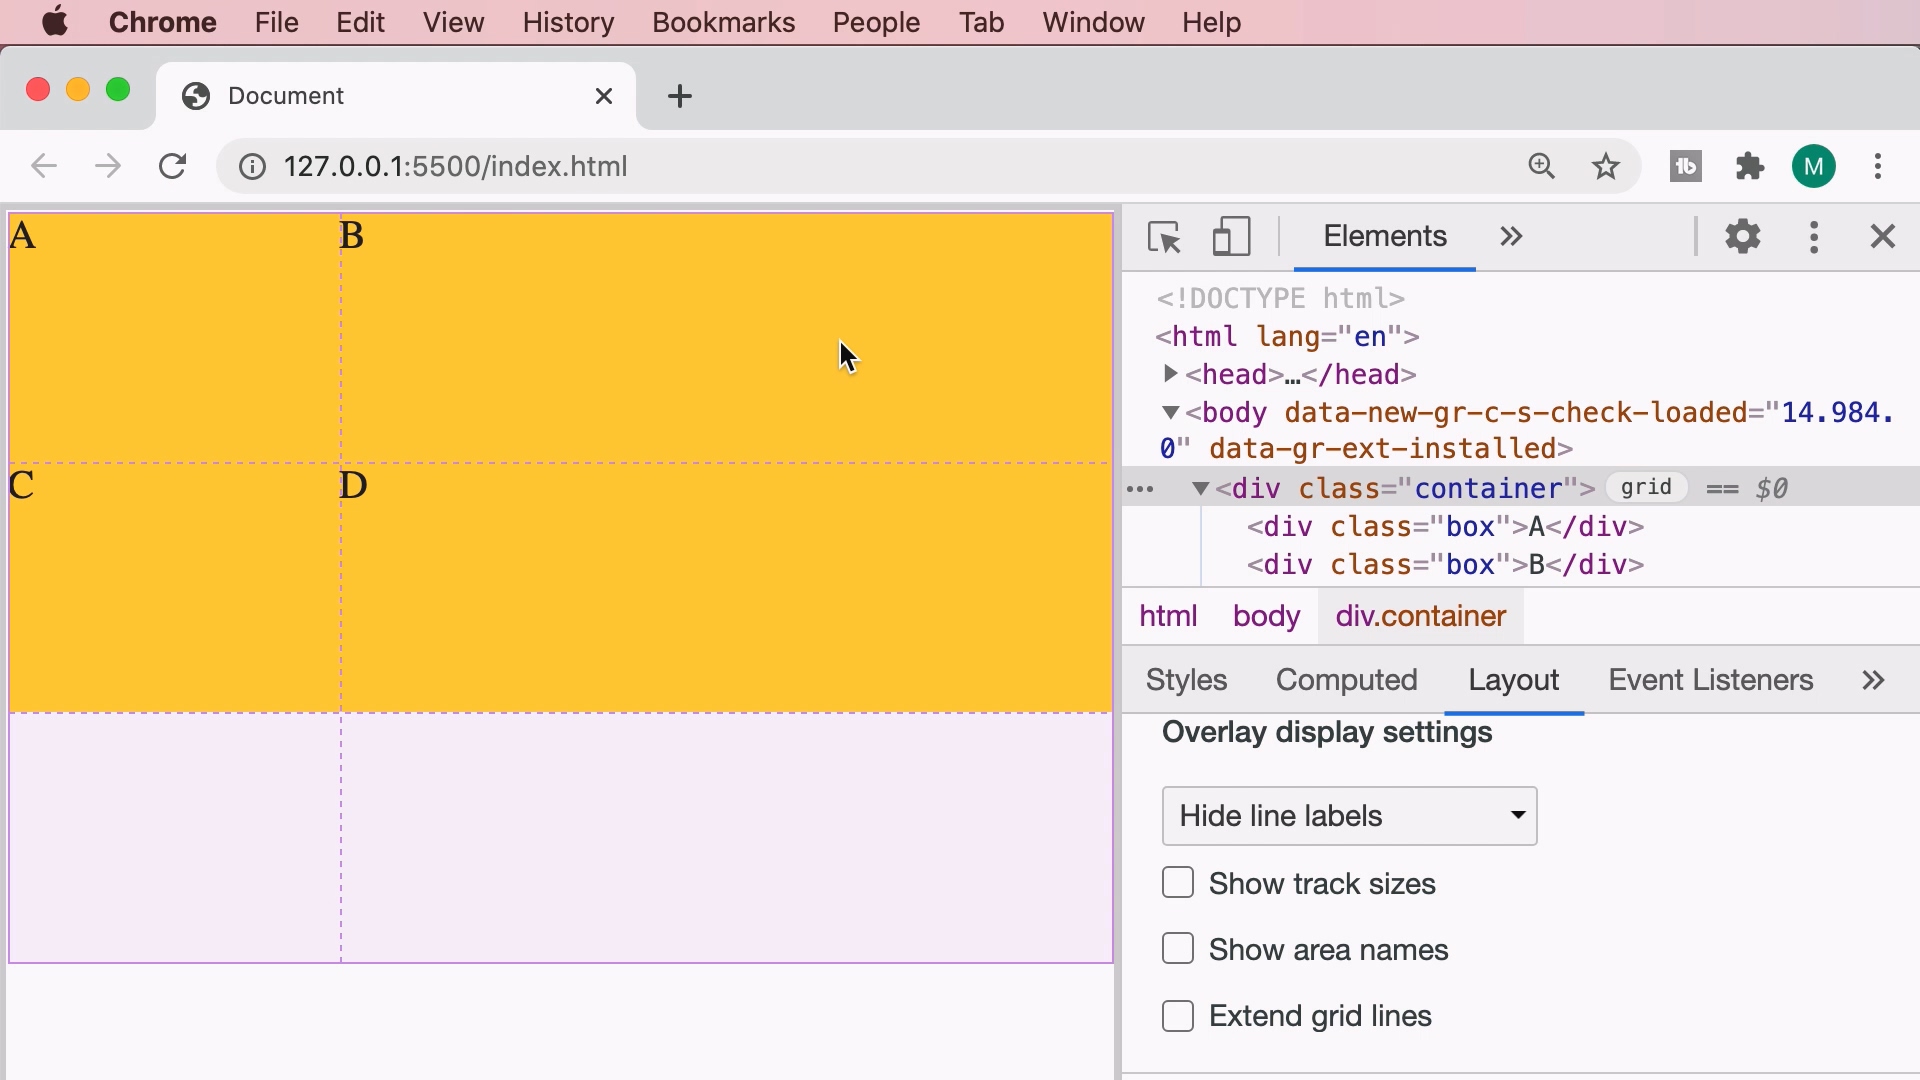 Chrome File Edit View History Bookmarks People Tab Window Help
Document
127.0.0.1:5500/index.html
M
A B
C D
Elements
<!DOCTYPE html>
<html lang="en">
<head>…</head>
<body data-new-gr-c-s-check-loaded="14.984.
0" data-gr-ext-installed>
<div class="container"> grid == $0
<div class="box">A</div>
<div class="box">B</div>
html body div.container
Styles Computed Layout Event Listeners
Overlay display settings
Hide line labels
Show track sizes
Show area names
Extend grid lines